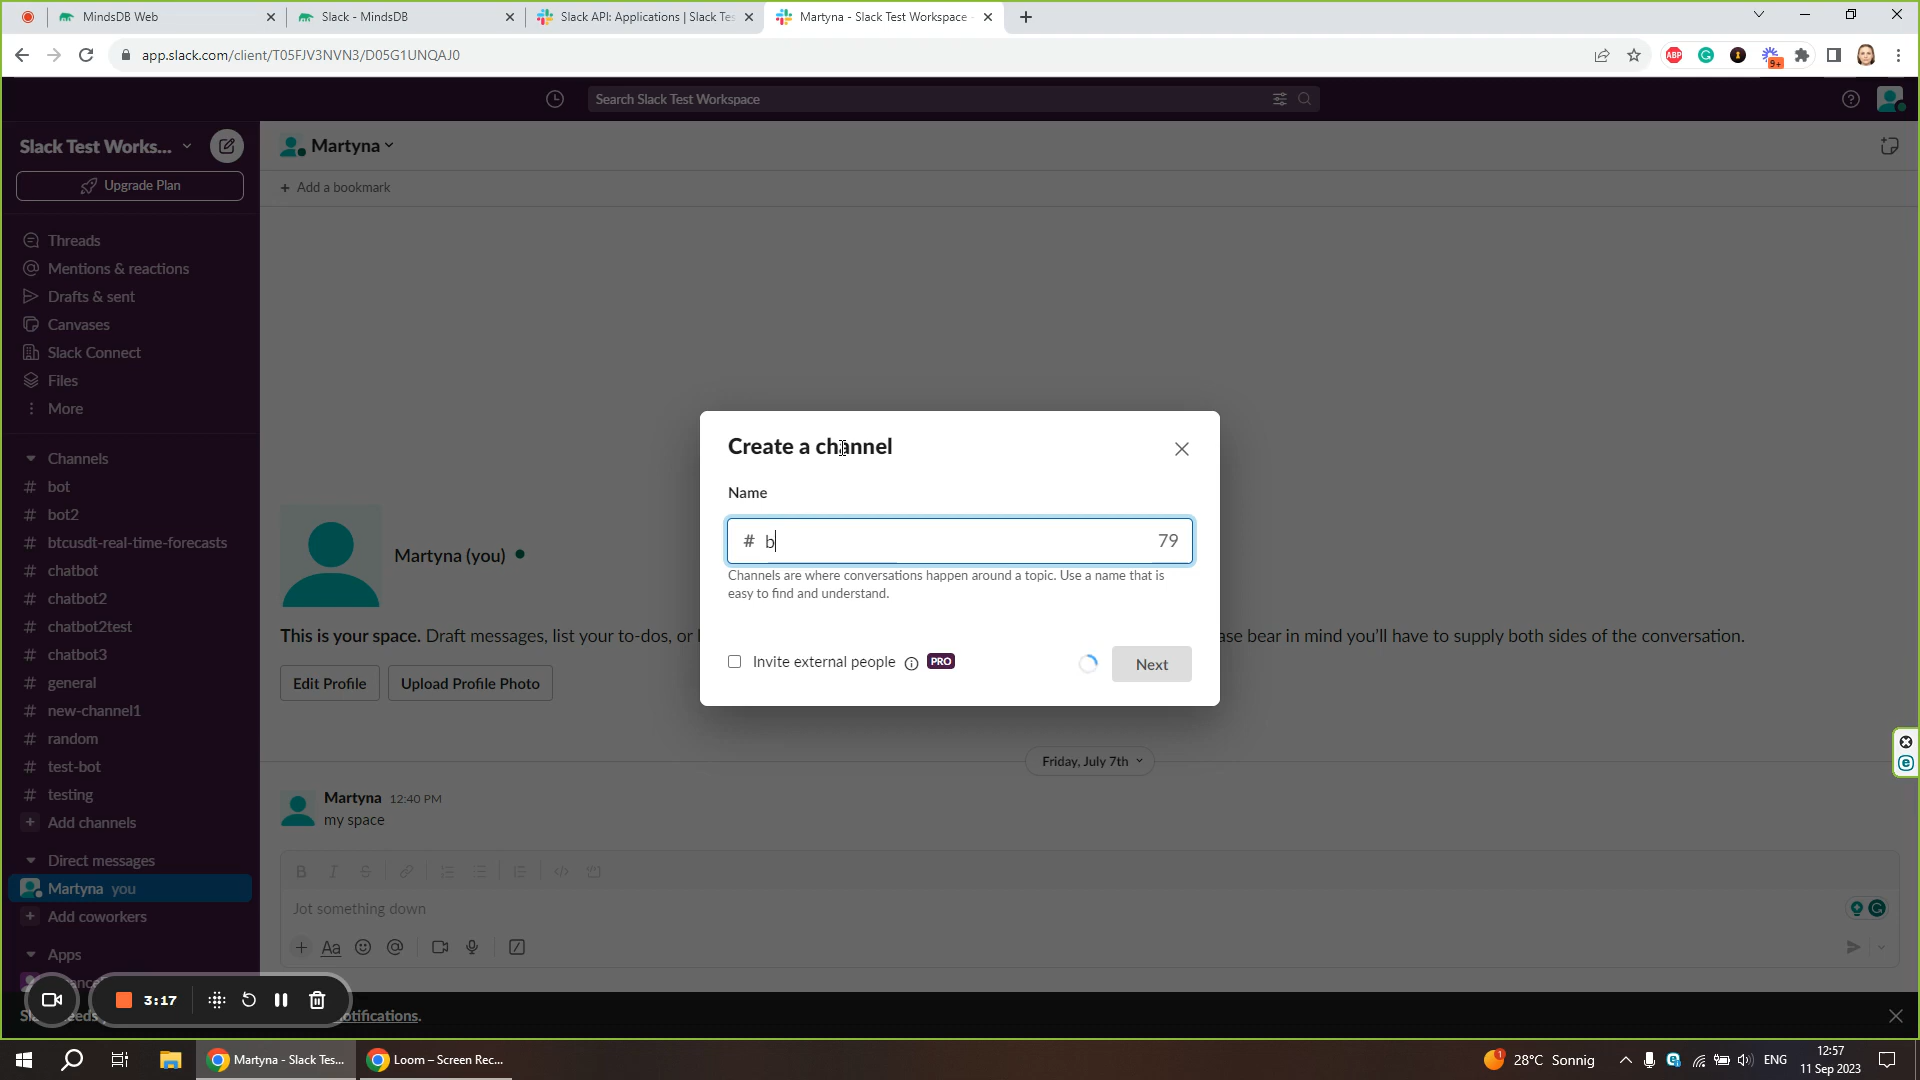 MindsDB Web
Slack - MindsDB
Slack API: Applications | Slack Tes
Martyna - Slack Test Workspace -
app.slack.com/client/T05FJV3NVN3/D05G1UNQAJ0
ABP
9+
Search Slack Test Workspace
Slack Test Works...
Upgrade Plan
Martyna
Add a bookmark
Threads
Mentions & reactions
Drafts & sent
Canvases
Slack Connect
Files
More
Channels
# bot
# bot2
# btcusdt-real-time-forecasts
# chatbot
# chatbot2
# chatbot2test
# chatbot3
# general
# new-channel1
# random
# test-bot
# testing
Add channels
Direct messages
Martyna you
Add coworkers
Apps
Create a channel
Name
# b
79
Channels are where conversations happen around a topic. Use a name that is
easy to find and understand.
Invite external people PRO
Next
Martyna (you)
This is your space. Draft messages, list your to-dos, or
bear in mind you'll have to supply both sides of the conversation.
Edit Profile
Upload Profile Photo
Friday, July 7th
Martyna 12:40 PM
my space
Jot something down
Aa
3:17
notifications.
Martyna - Slack Tes...
Loom – Screen Rec...
1
28°C Sonnig
ENG
12:57
11 Sep 2023